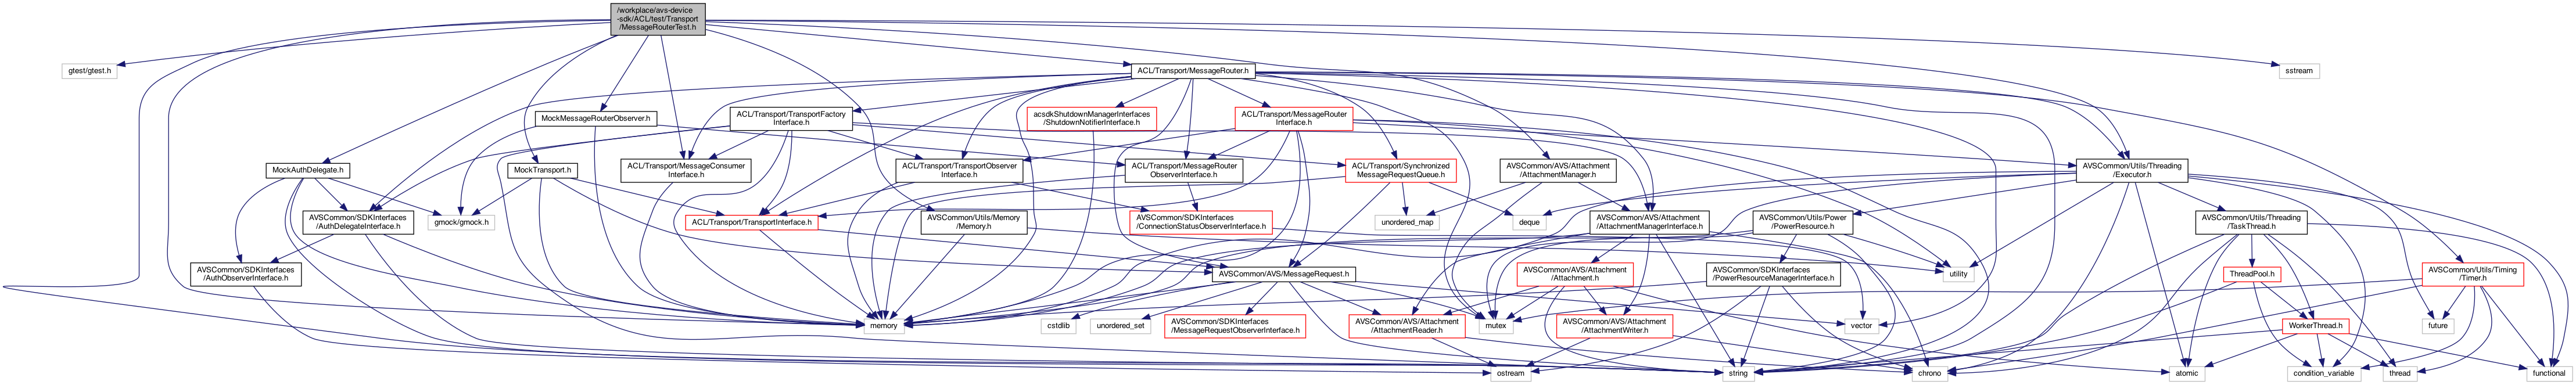 /workplace/avs-device
-sdk/ACL/test/Transport
/MessageRouterTest.h
gtest/gtest.h
ACL/Transport/MessageRouter.h
sstream
MockMessageRouterObserver.h
ACL/Transport/TransportFactory
Interface.h
acsdkShutdownManagerInterfaces
/ShutdownNotifierInterface.h
ACL/Transport/MessageRouter
Interface.h
MockAuthDelegate.h
MockTransport.h
ACL/Transport/MessageConsumer
Interface.h
ACL/Transport/TransportObserver
Interface.h
ACL/Transport/MessageRouter
ObserverInterface.h
ACL/Transport/Synchronized
MessageRequestQueue.h
AVSCommon/AVS/Attachment
/AttachmentManager.h
AVSCommon/Utils/Threading
/Executor.h
AVSCommon/SDKInterfaces
/AuthDelegateInterface.h
gmock/gmock.h
ACL/Transport/TransportInterface.h
AVSCommon/Utils/Memory
/Memory.h
AVSCommon/SDKInterfaces
/ConnectionStatusObserverInterface.h
unordered_map
deque
AVSCommon/AVS/Attachment
/AttachmentManagerInterface.h
AVSCommon/Utils/Power
/PowerResource.h
AVSCommon/Utils/Threading
/TaskThread.h
AVSCommon/SDKInterfaces
/AuthObserverInterface.h
AVSCommon/AVS/MessageRequest.h
AVSCommon/AVS/Attachment
/Attachment.h
AVSCommon/SDKInterfaces
/PowerResourceManagerInterface.h
utility
ThreadPool.h
AVSCommon/Utils/Timing
/Timer.h
memory
cstdlib
unordered_set
AVSCommon/SDKInterfaces
/MessageRequestObserverInterface.h
AVSCommon/AVS/Attachment
/AttachmentReader.h
mutex
AVSCommon/AVS/Attachment
/AttachmentWriter.h
vector
WorkerThread.h
future
ostream
string
chrono
atomic
condition_variable
thread
functional